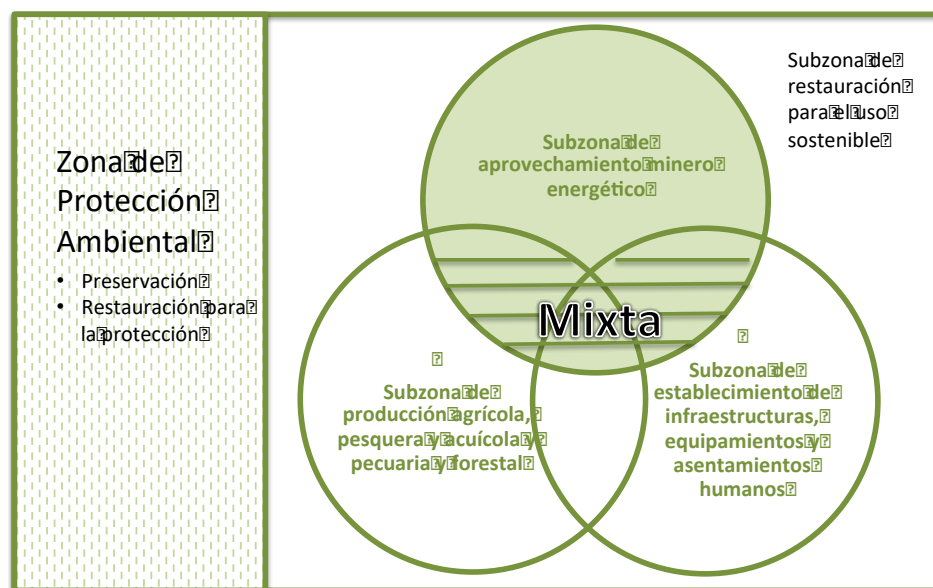 Zona de
Protección
Ambiental
• Preservación
• Restauración para
la protección
Subzona de
restauración
para el uso
sostenible
Subzona de
aprovechamiento minero
energético
Mixta
Subzona de
producción agrícola,
pesquera y acuícola y
pecuaria y forestal
Subzona de
establecimiento de
infraestructuras,
equipamientos y
asentamientos
humanos